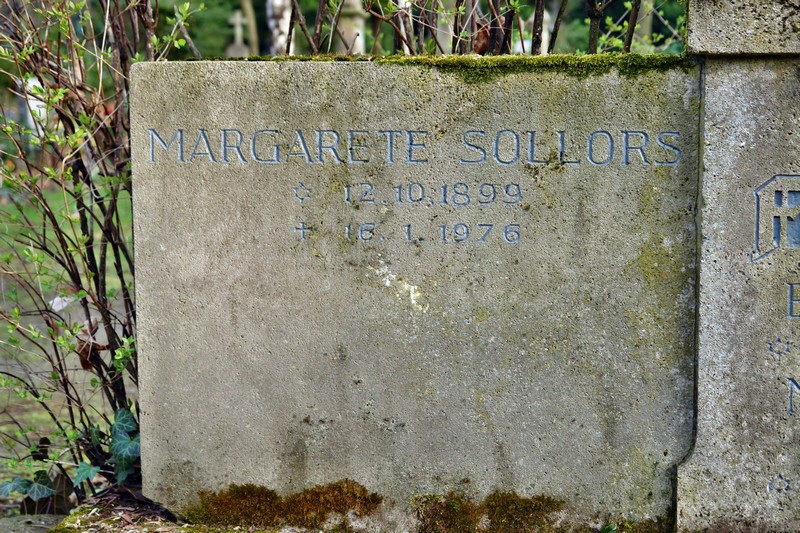 MARGARETE SOLLORS
✡ 12.10.1899
✝ 16. 1. 1976